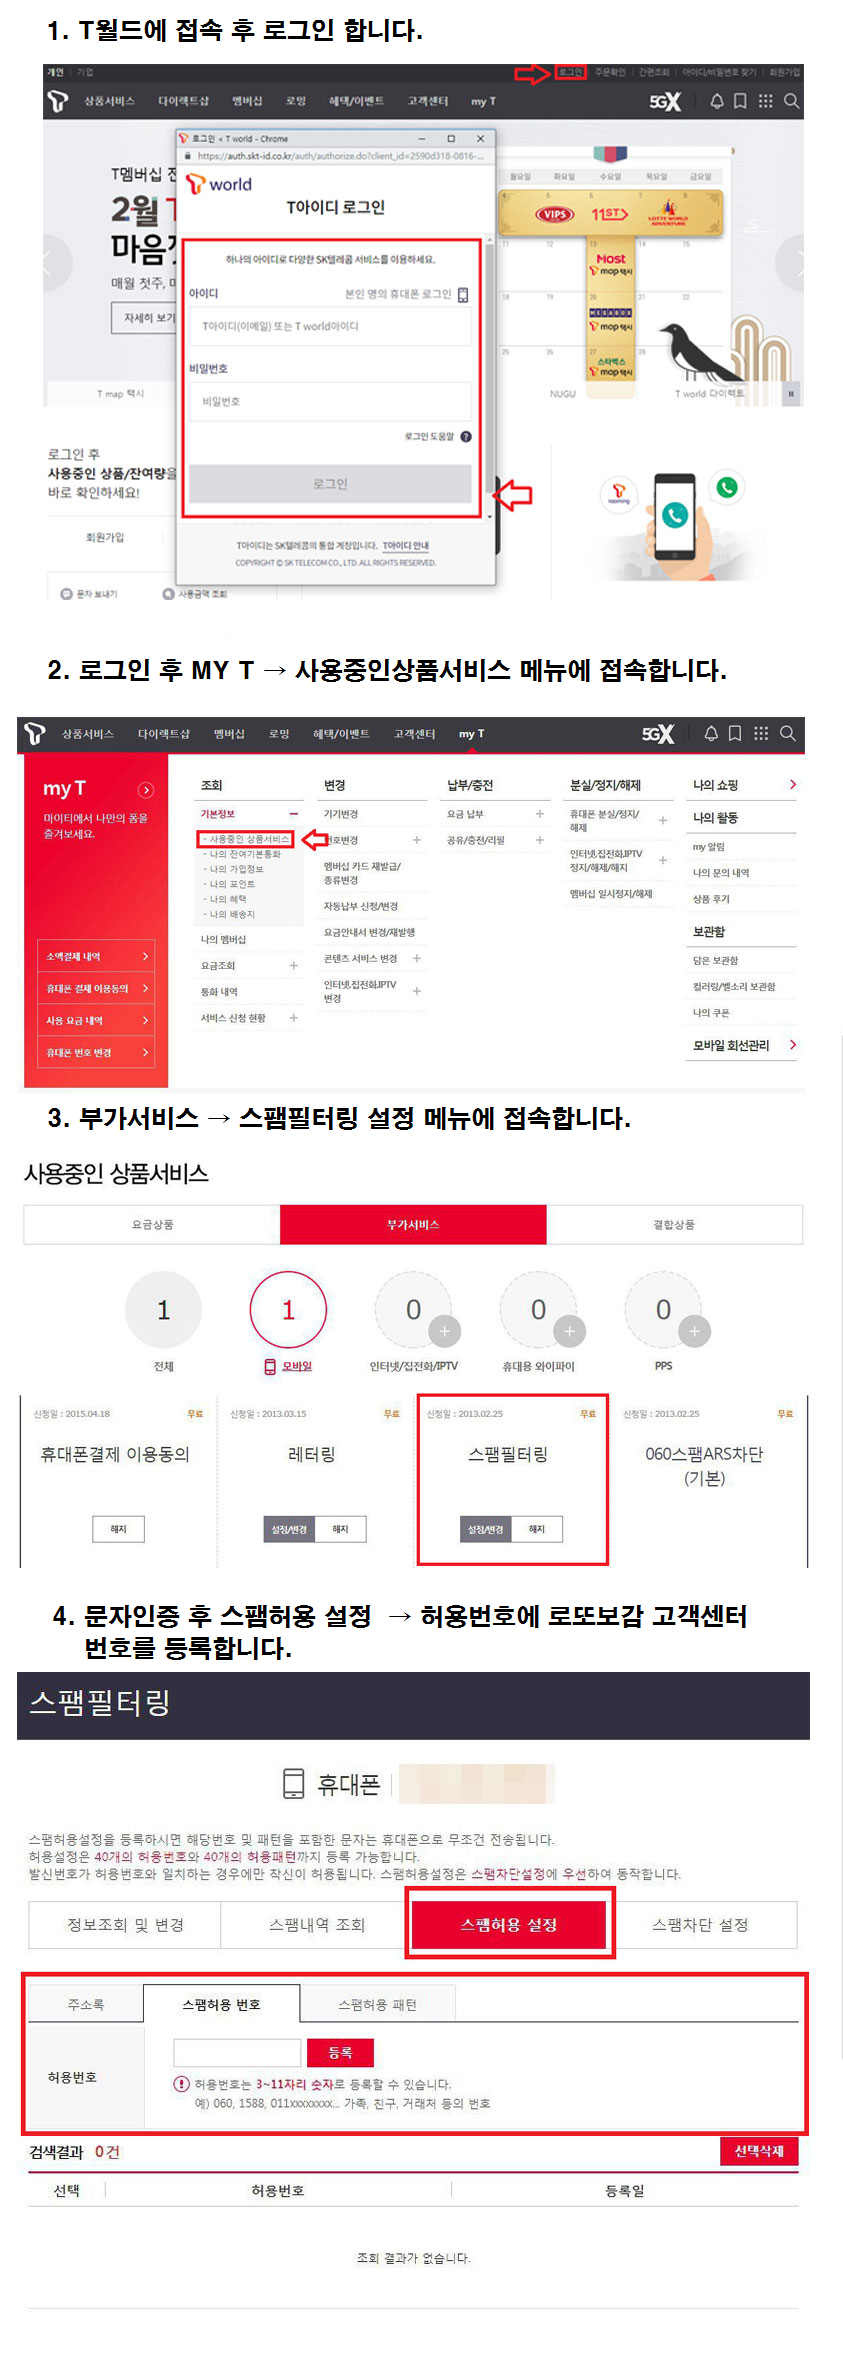 1. T월드에 접속 후 로그인 합니다.
개인 | 기업
로그인 | 주문확인 | 간편조회 | 아이디/비밀번호 찾기 | 회원가입
상품서비스 다이렉트샵 멤버십 로밍 혜택/이벤트 고객센터 my T
5GX
로그인 < T world - Chrome
https://auth.skt-id.co.kr/auth/authorize.do?client_id=2590d318-0816-...
T world
T아이디 로그인
하나의 아이디로 다양한 SK텔레콤 서비스를 이용하세요.
아이디
본인 명의 휴대폰 로그인
T아이디(이메일) 또는 T world아이디
비밀번호
비밀번호
로그인 도움말 ?
로그인
T아이디는 SK텔레콤의 통합 계정입니다. T아이디 안내
COPYRIGHT © SK TELECOM CO., LTD. ALL RIGHTS RESERVED.
T멤버십 전
2월 T
마음
매월 첫주,
자세히 보기
월요일 화요일 수요일 목요일 금요일
4 5 6 7 8
VIPS 11ST LOTTE WORLD ADVENTURE
11 12 13 14 15
Most
T map 택시
18 19 20 21 22
MEGABOX
T map 택시
25 26 27 28
스타벅스
T map 택시
T map 택시
NUGU
T world 다이렉트
로그인 후
사용중인 상품/잔여량을
바로 확인하세요!
회원가입
문자 보내기
사용금액 조회
T roaming
2. 로그인 후 MY T → 사용중인상품서비스 메뉴에 접속합니다.
상품서비스 다이렉트샵 멤버십 로밍 혜택/이벤트 고객센터 my T
5GX
my T
마이티에서 나만의 폼을
즐겨보세요.
소액결제 내역
휴대폰 결제 이용동의
사용 요금 내역
휴대폰 번호 변경
조회
기본정보
- 사용중인 상품서비스
- 나의 잔여기본통화
- 나의 가입정보
- 나의 포인트
- 나의 혜택
- 나의 배송지
나의 멤버십
요금조회 +
통화 내역
서비스 신청 현황 +
변경
기기변경
번호변경 +
멤버십 카드 재발급/
종류변경
자동납부 신청/변경
요금안내서 변경/재발행
콘텐츠 서비스 변경 +
인터넷,집전화,IPTV +
변경
납부/충전
요금 납부 +
공유/충전/리필 +
분실/정지/해제
휴대폰 분실/정지/ +
해제
인터넷,집전화,IPTV +
정지/해제/해지
멤버십 일시정지/해제
나의 쇼핑
나의 활동
my 알림
나의 문의 내역
상품 후기
보관함
담은 보관함
컬러링/벨소리 보관함
나의 쿠폰
모바일 회선관리
3. 부가서비스 → 스팸필터링 설정 메뉴에 접속합니다.
사용중인 상품서비스
요금상품 부가서비스 결합상품
1 1 0 + 0 + 0 +
전체 모바일 인터넷/집전화/IPTV 휴대용 와이파이 PPS
신청일 : 2015.04.18 무료
휴대폰결제 이용동의
해지
신청일 : 2013.03.15 무료
레터링
설정/변경 해지
신청일 : 2013.02.25 무료
스팸필터링
설정/변경 해지
신청일 : 2013.02.25 무료
060스팸ARS차단
(기본)
4. 문자인증 후 스팸허용 설정 → 허용번호에 로또보감 고객센터
번호를 등록합니다.
스팸필터링
휴대폰
스팸허용설정을 등록하시면 해당번호 및 패턴을 포함한 문자는 휴대폰으로 무조건 전송됩니다.
허용설정은 40개의 허용번호와 40개의 허용패턴까지 등록 가능합니다.
발신번호가 허용번호와 일치하는 경우에만 착신이 허용됩니다. 스팸허용설정은 스팸차단설정에 우선하여 동작합니다.
정보조회 및 변경 스팸내역 조회 스팸허용 설정 스팸차단 설정
주소록 스팸허용 번호 스팸허용 패턴
허용번호
등록
! 허용번호는 3~11자리 숫자로 등록할 수 있습니다.
예) 060, 1588, 011xxxxxxxx... 가족, 친구, 거래처 등의 번호
검색결과 0건
선택삭제
선택 허용번호 등록일
조회 결과가 없습니다.